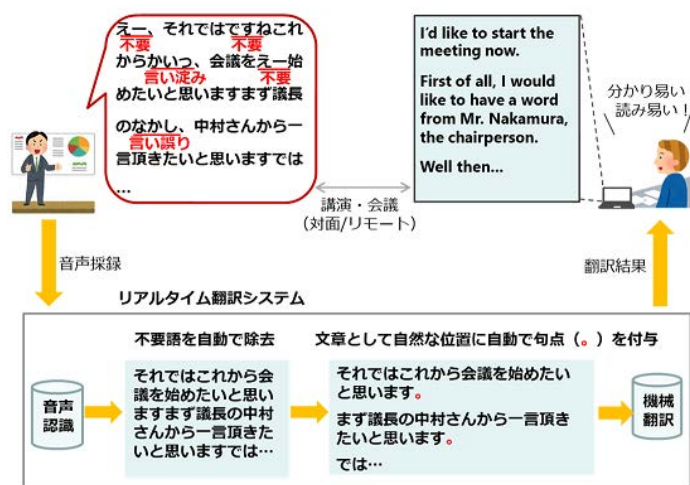 えー、それではですねこれ
不要
不要
からかいっ、会議をえー始
言い淀み
不要
めたいと思いますまず議長
のなかし、中村さんから一
言い誤り
言頂きたいと思いますでは
…
I'd like to start the
meeting now.
First of all, I would
like to have a word
from Mr. Nakamura,
the chairperson.
Well then...
分かり易い
読み易い！
講演・会議
（対面/リモート）
音声採録
翻訳結果
リアルタイム翻訳システム
不要語を自動で除去
文章として自然な位置に自動で句点（。）を付与
音声
認識
それではこれから会
議を始めたいと思い
ますまず議長の中村
さんから一言頂きた
いと思いますでは…
それではこれから会議を始めたい
と思います。
まず議長の中村さんから一言頂き
たいと思います。
では…
機械
翻訳